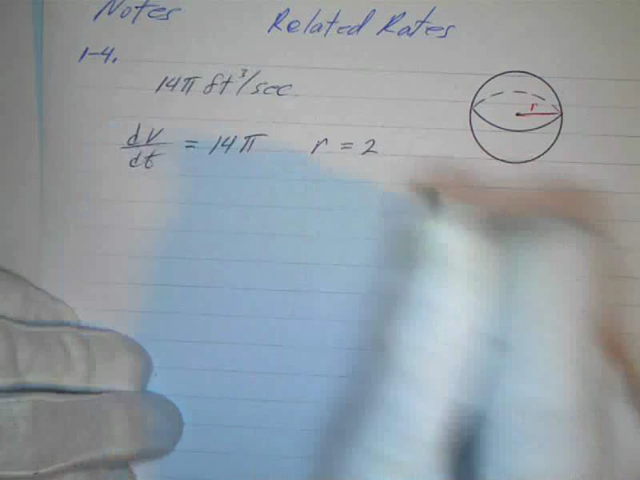 Notes Related Rates
1-4.
14π ft³/sec
dV/dt = 14π r = 2
r